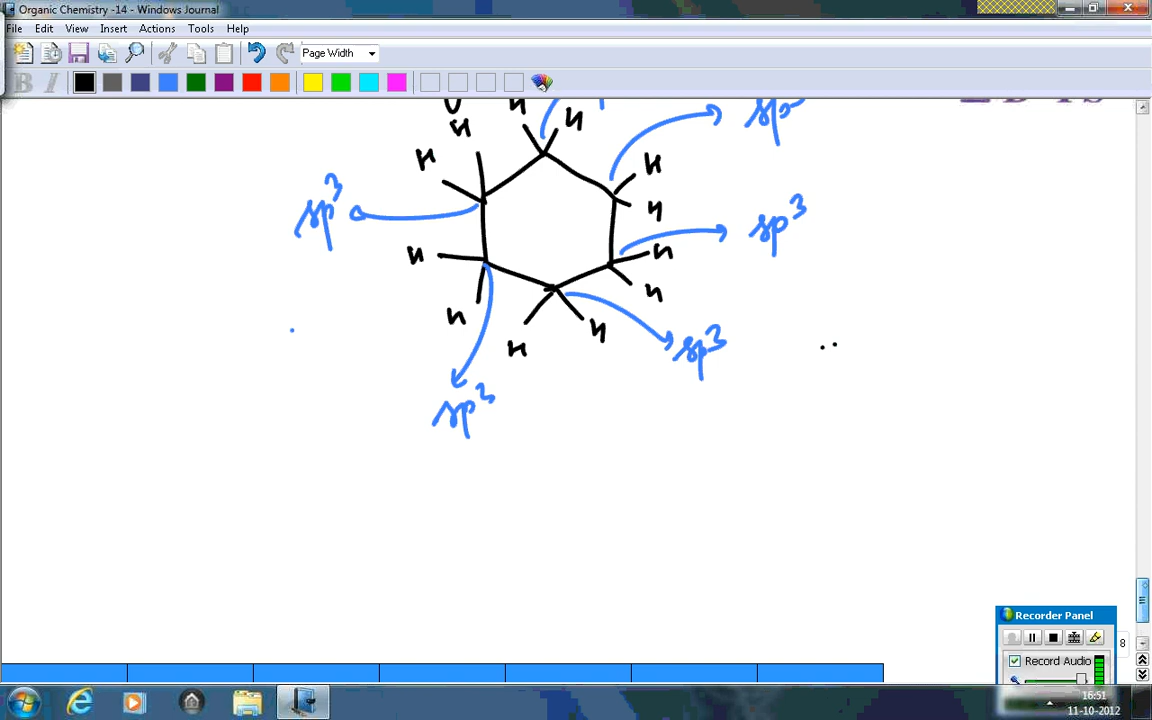 Organic Chemistry -14 - Windows Journal
File Edit View Insert Actions Tools Help
Page Width
B I
H H H
H H
sp³ H
sp³
H H
H H
H H
sp³
sp³
Recorder Panel
8
Record Audio
16:51
11-10-2012